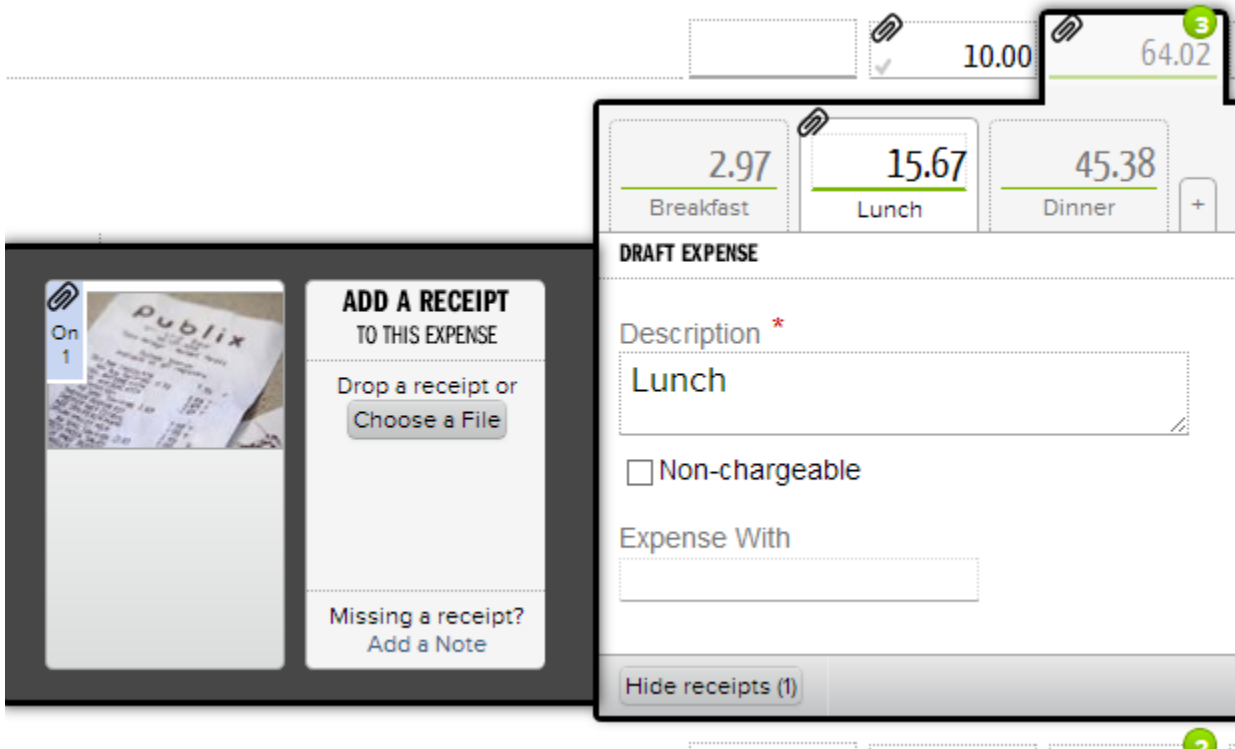 3
10.00
64.02
2.97
15.67
45.38
Breakfast
Lunch
Dinner
+
DRAFT EXPENSE
On
1
Publix
ADD A RECEIPT
TO THIS EXPENSE
Drop a receipt or
Choose a File
Missing a receipt?
Add a Note
Description *
Lunch
Non-chargeable
Expense With
Hide receipts (1)
2